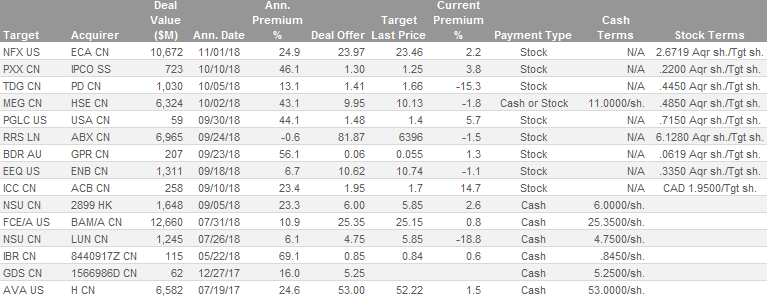 Deal Ann. Current
Value Premium Target Premium Cash
Target Acquirer ($M) Ann. Date % Deal Offer Last Price % Payment Type Terms Stock Terms
NFX US ECA CN 10,672 11/01/18 24.9 23.97 23.46 2.2 Stock N/A 2.6719 Aqr sh./Tgt sh.
PXX CN IPCO SS 723 10/10/18 46.1 1.30 1.25 3.8 Stock N/A .2200 Aqr sh./Tgt sh.
TDG CN PD CN 1,030 10/05/18 13.1 1.41 1.66 -15.3 Stock N/A .4450 Aqr sh./Tgt sh.
MEG CN HSE CN 6,324 10/02/18 43.1 9.95 10.13 -1.8 Cash or Stock 11.0000/sh. .4850 Aqr sh./Tgt sh.
PGLC US USA CN 59 09/30/18 44.1 1.48 1.4 5.7 Stock N/A .7150 Aqr sh./Tgt sh.
RRS LN ABX CN 6,965 09/24/18 -0.6 81.87 6396 -1.5 Stock N/A 6.1280 Aqr sh./Tgt sh.
BDR AU GPR CN 207 09/23/18 56.1 0.06 0.055 1.3 Stock N/A .0619 Aqr sh./Tgt sh.
EEQ US ENB CN 1,311 09/18/18 6.7 10.62 10.74 -1.1 Stock N/A .3350 Aqr sh./Tgt sh.
ICC CN ACB CN 258 09/10/18 23.4 1.95 1.7 14.7 Stock N/A CAD 1.9500/Tgt sh.
NSU CN 2899 HK 1,648 09/05/18 23.3 6.00 5.85 2.6 Cash 6.0000/sh.
FCE/A US BAM/A CN 12,660 07/31/18 10.9 25.35 25.15 0.8 Cash 25.3500/sh.
NSU CN LUN CN 1,245 07/26/18 6.1 4.75 5.85 -18.8 Cash 4.7500/sh.
IBR CN 8440917Z CN 115 05/22/18 69.1 0.85 0.84 0.6 Cash .8450/sh.
GDS CN 1566986D CN 62 12/27/17 16.0 5.25 Cash 5.2500/sh.
AVA US H CN 6,582 07/19/17 24.6 53.00 52.22 1.5 Cash 53.0000/sh.